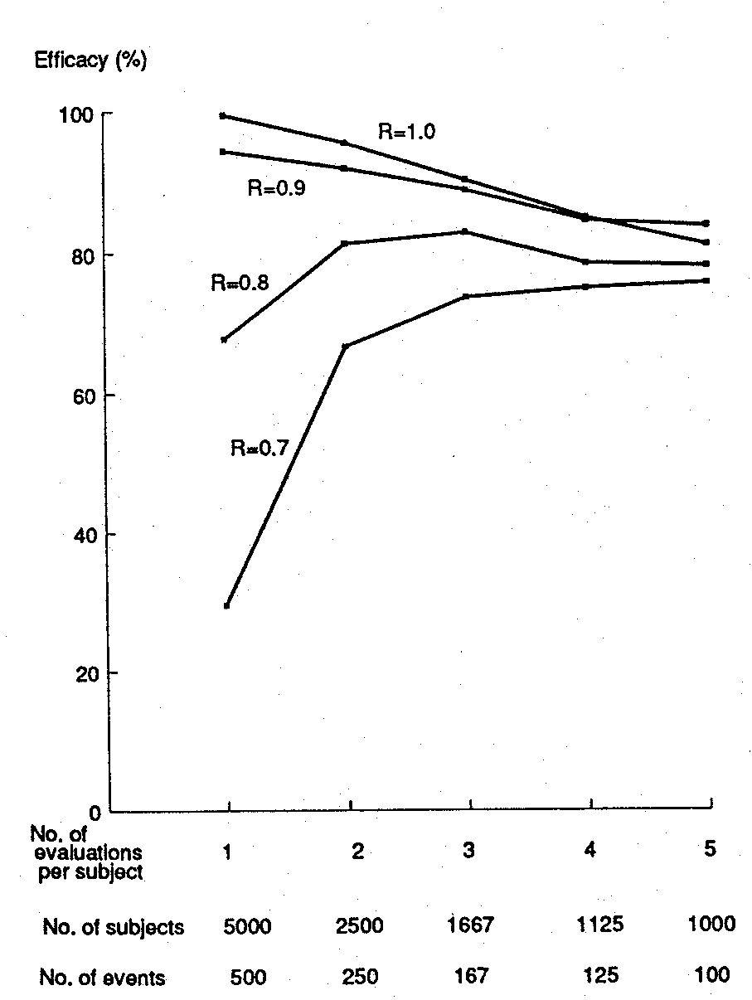 Efficacy (%)
100
R=1.0
R=0.9
80
R=0.8
60
R=0.7
40
20
0
No. of
evaluations
per subject
1 2 3 4 5
No. of subjects 5000 2500 1667 1125 1000
No. of events 500 250 167 125 100